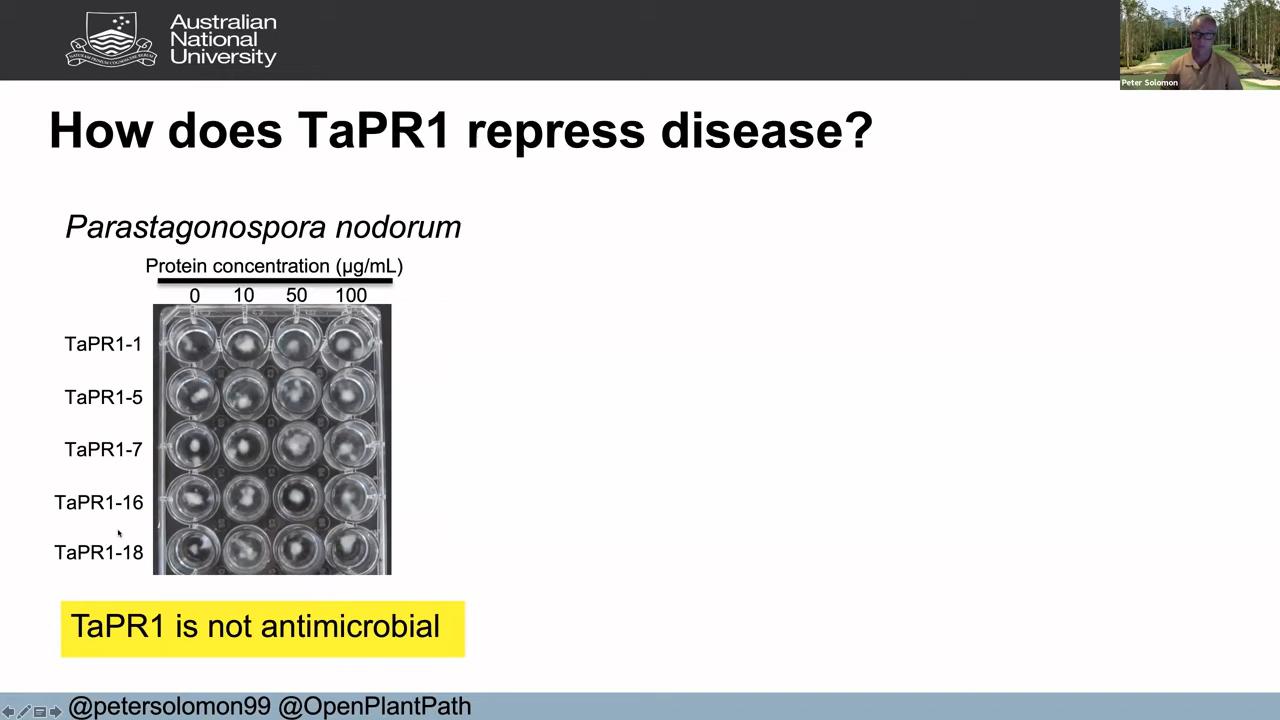 Australian
National
University
Peter Solomon
How does TaPR1 repress disease?
Parastagonospora nodorum
Protein concentration (µg/mL)
0 10 50 100
TaPR1-1
TaPR1-5
TaPR1-7
TaPR1-16
TaPR1-18
TaPR1 is not antimicrobial
@petersolomon99 @OpenPlantPath